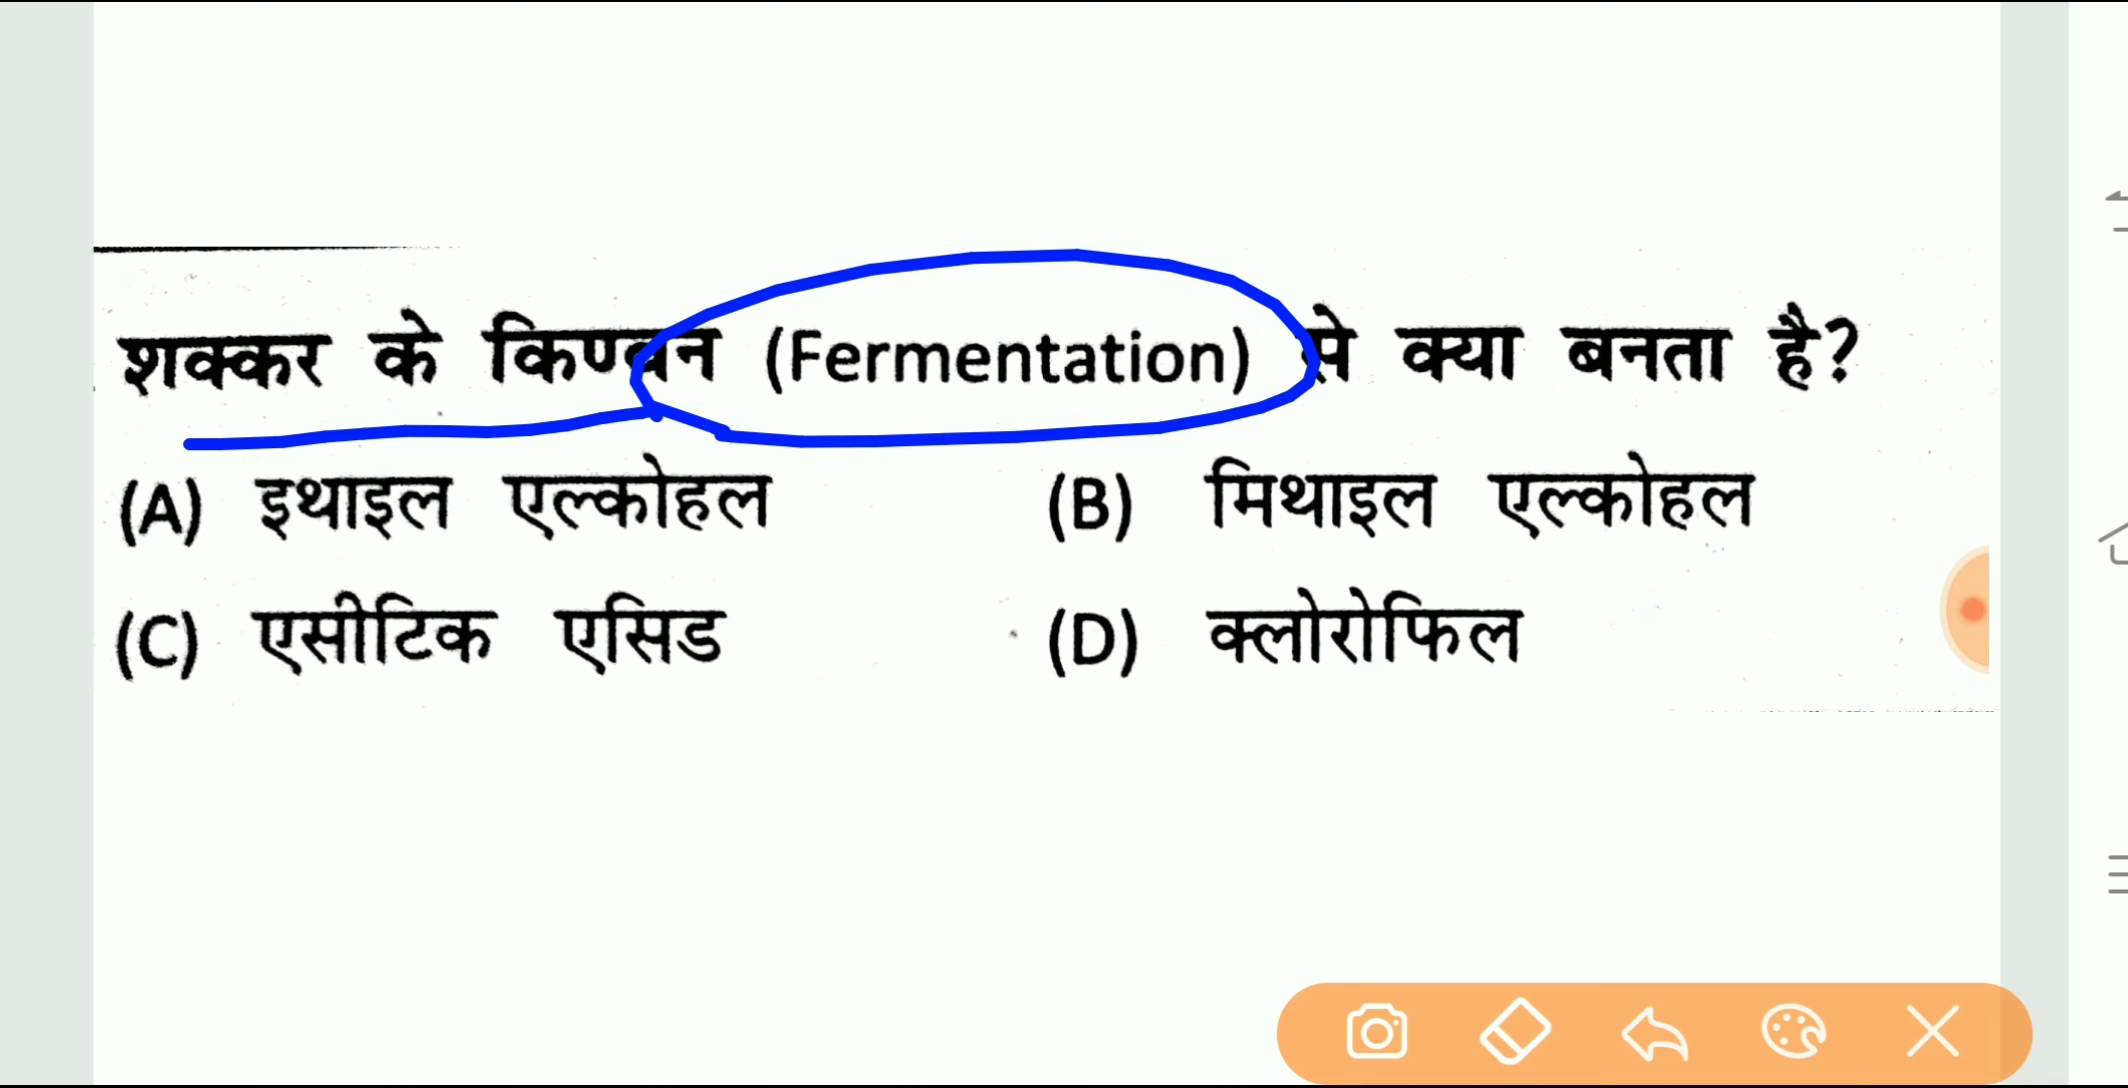 शक्कर के किण्वन (Fermentation) से क्या बनता है?
(A) इथाइल एल्कोहल (B) मिथाइल एल्कोहल
(C) एसीटिक एसिड (D) क्लोरोफिल